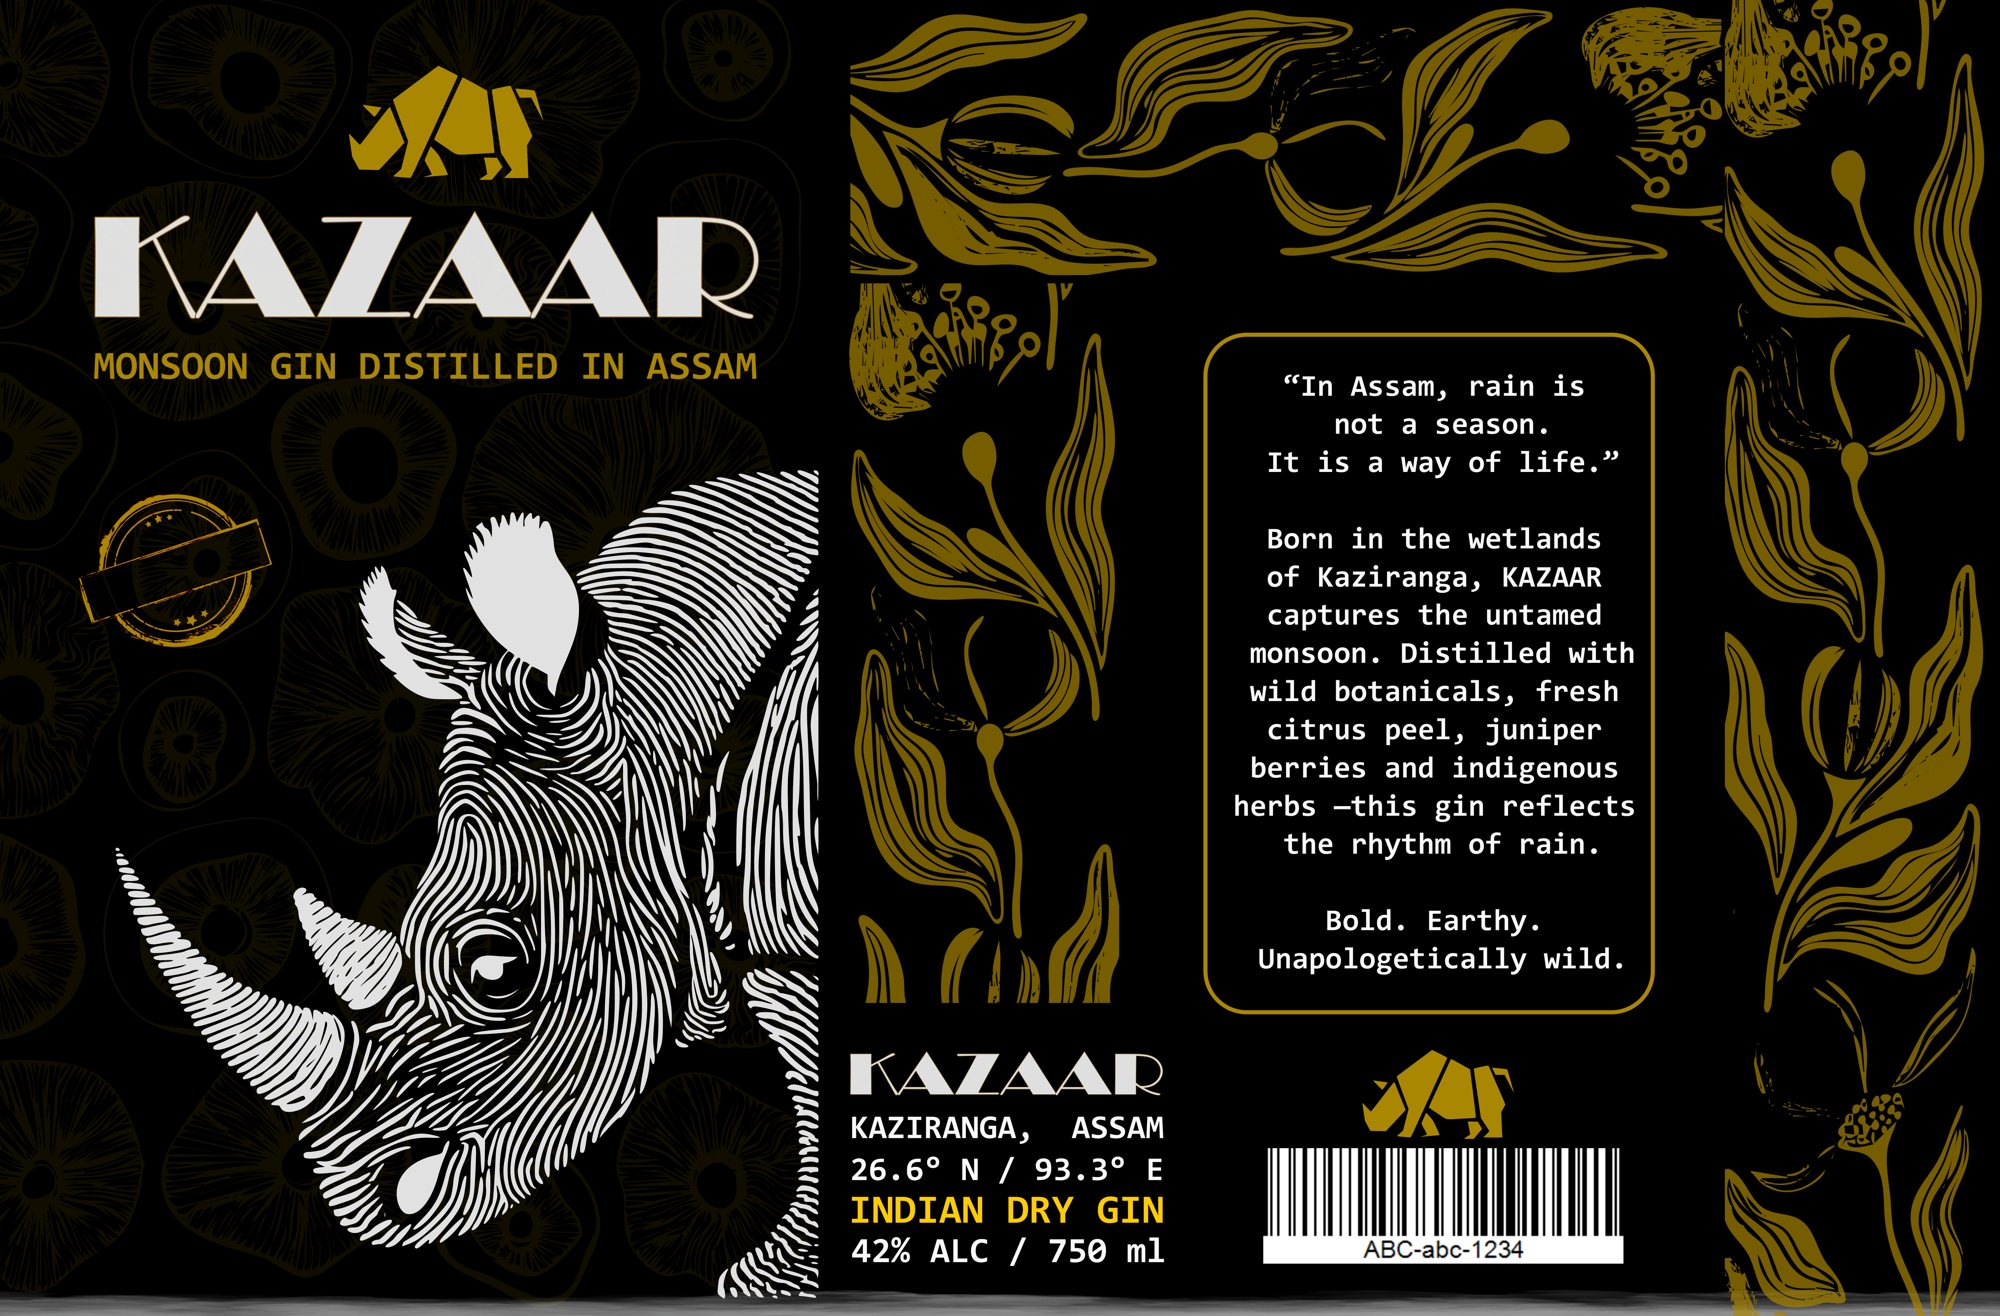 KAZAAR
MONSOON GIN DISTILLED IN ASSAM
“In Assam, rain is
not a season.
It is a way of life.”
Born in the wetlands
of Kaziranga, KAZAAR
captures the untamed
monsoon. Distilled with
wild botanicals, fresh
citrus peel, juniper
berries and indigenous
herbs —this gin reflects
the rhythm of rain.
Bold. Earthy.
Unapologetically wild.
KAZAAR
KAZIRANGA, ASSAM
26.6° N / 93.3° E
INDIAN DRY GIN
42% ALC / 750 ml
ABC-abc-1234